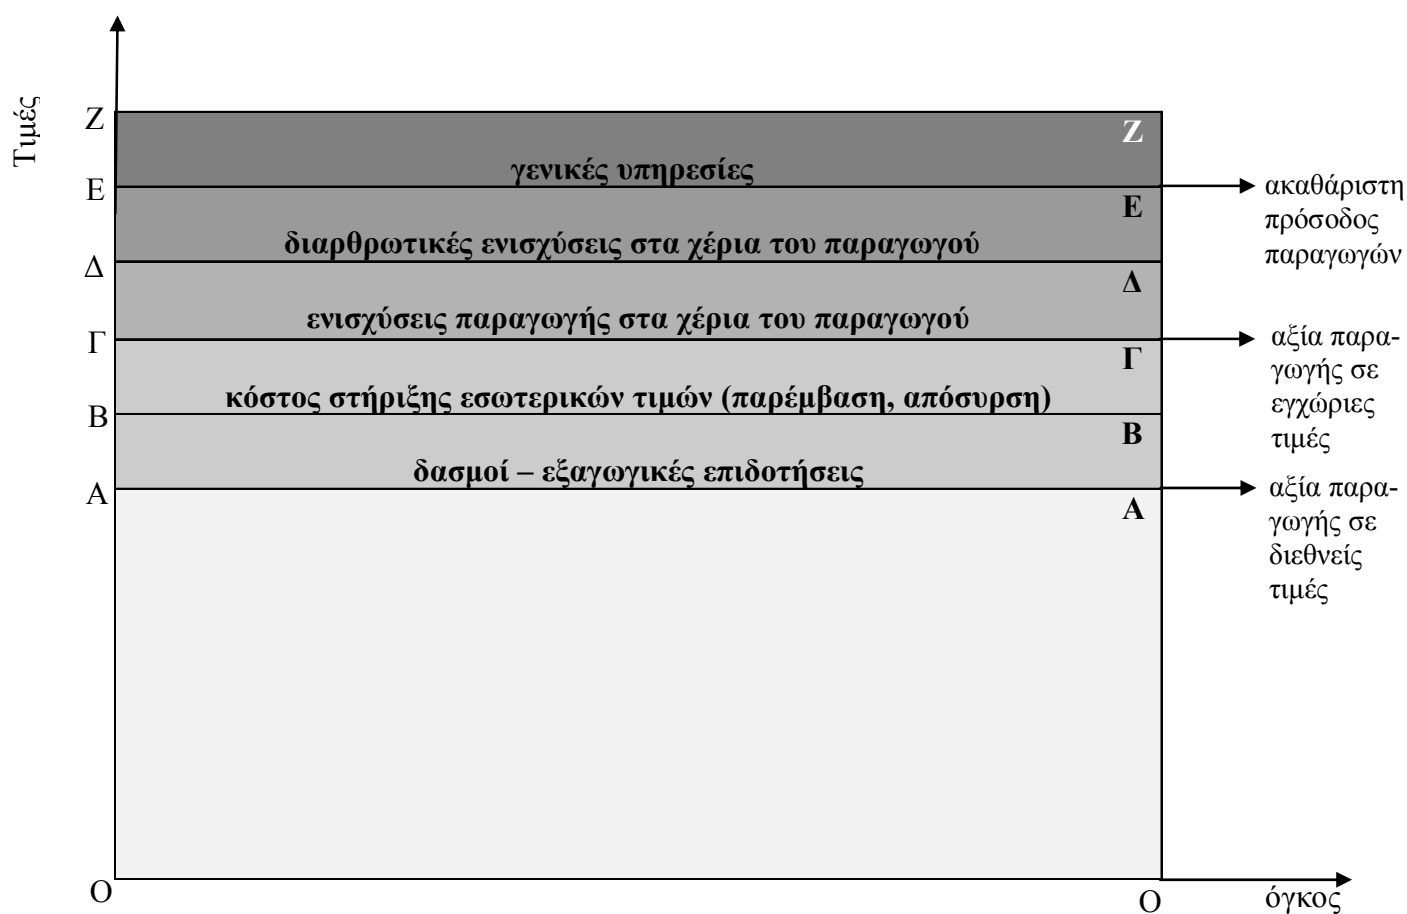 Τιμές
Ζ
Ζ
γενικές υπηρεσίες
Ε
Ε
ακαθάριστη
πρόσοδος
παραγωγών
διαρθρωτικές ενισχύσεις στα χέρια του παραγωγού
Δ
Δ
ενισχύσεις παραγωγής στα χέρια του παραγωγού
Γ
Γ
αξία παρα-
γωγής σε
εγχώριες
τιμές
κόστος στήριξης εσωτερικών τιμών (παρέμβαση, απόσυρση)
Β
Β
δασμοί – εξαγωγικές επιδοτήσεις
Α
Α
αξία παρα-
γωγής σε
διεθνείς
τιμές
Ο
Ο
όγκος